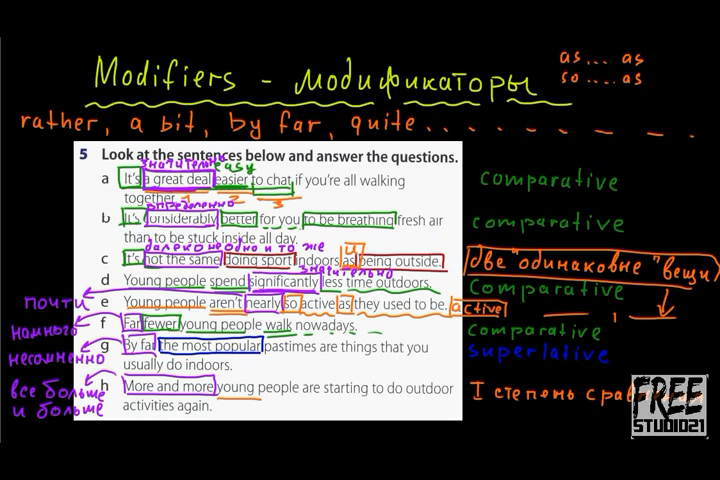 as.... as
so.....as
Modifiers - модификаторы
rather, a bit, by far, quite..........
5 Look at the sentences below and answer the questions.
значительно easy
a It's a great deal easier to chat if you're all walking
together. 1 2 3
comparative
определенно
b It's considerably better for you to be breathing fresh air
than to be stuck inside all day.
comparative
далеко не одно и то же и
c It's not the same doing sport indoors as being outside.
две "одинаковые" вещи
значительно
d Young people spend significantly less time outdoors.
comparative
почти
e Young people aren't nearly so active as they used to be.
active
намного
f Far fewer young people walk nowadays.
comparative
несомненно
g By far the most popular pastimes are things that you
usually do indoors.
superlative
все больше
и больше
h More and more young people are starting to do outdoor
activities again.
I степень
FREE
STUDIO21